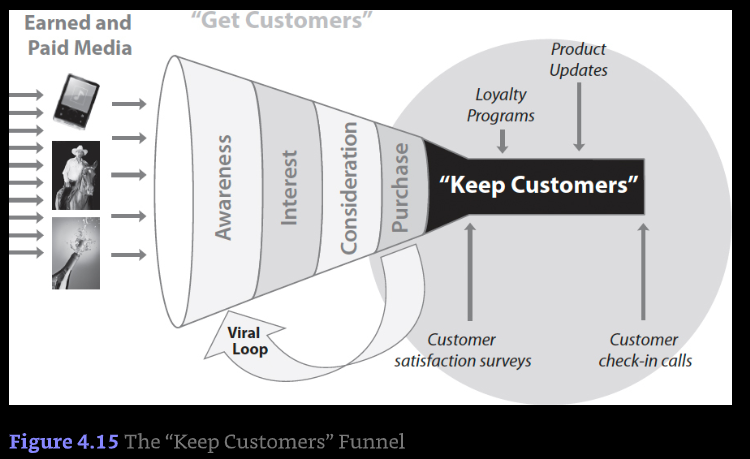 Earned and
Paid Media
“Get Customers”
Awareness
Interest
Consideration
Purchase
“Keep Customers”
Loyalty
Programs
Product
Updates
Viral
Loop
Customer
satisfaction surveys
Customer
check-in calls
Figure 4.15 The “Keep Customers” Funnel